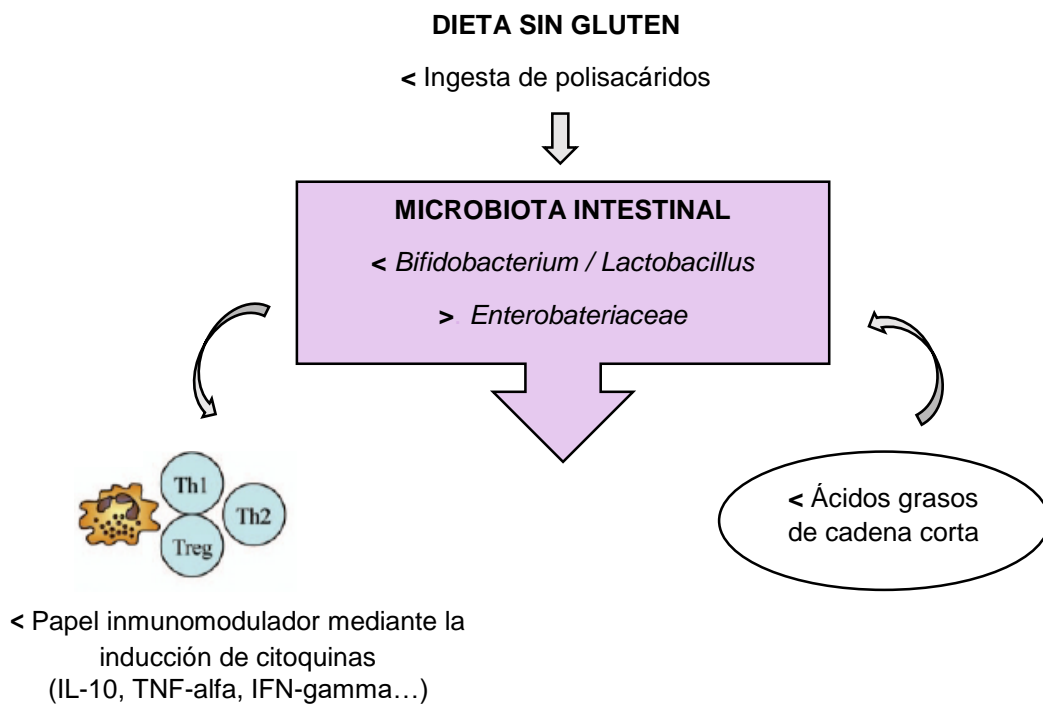 DIETA SIN GLUTEN
< Ingesta de polisacáridos
MICROBIOTA INTESTINAL
< Bifidobacterium / Lactobacillus
> Enterobateriaceae
Th1
Th2
Treg
< Ácidos grasos
de cadena corta
< Papel inmunomodulador mediante la
inducción de citoquinas
(IL-10, TNF-alfa, IFN-gamma…)